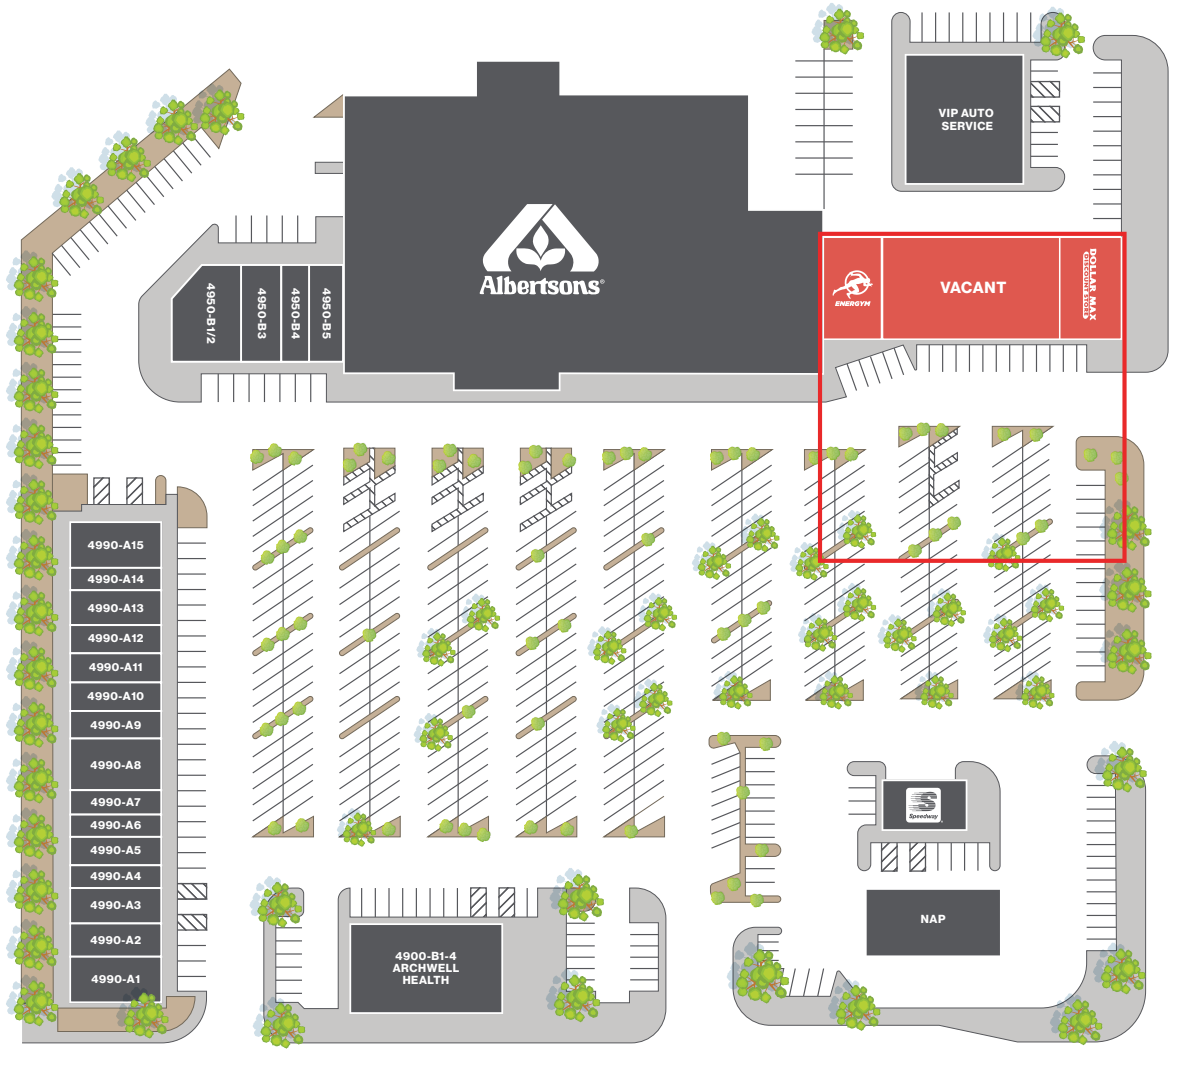 VIP AUTO
SERVICE
Albertsons®
ENERGYM
VACANT
DOLLAR MAX
DISCOUNT STORE
4950-B1/2
4950-B3
4950-B4
4950-B5
4990-A15
4990-A14
4990-A13
4990-A12
4990-A11
4990-A10
4990-A9
4990-A8
4990-A7
4990-A6
4990-A5
4990-A4
4990-A3
4990-A2
4990-A1
4900-B1-4
ARCHWELL
HEALTH
Speedway
NAP